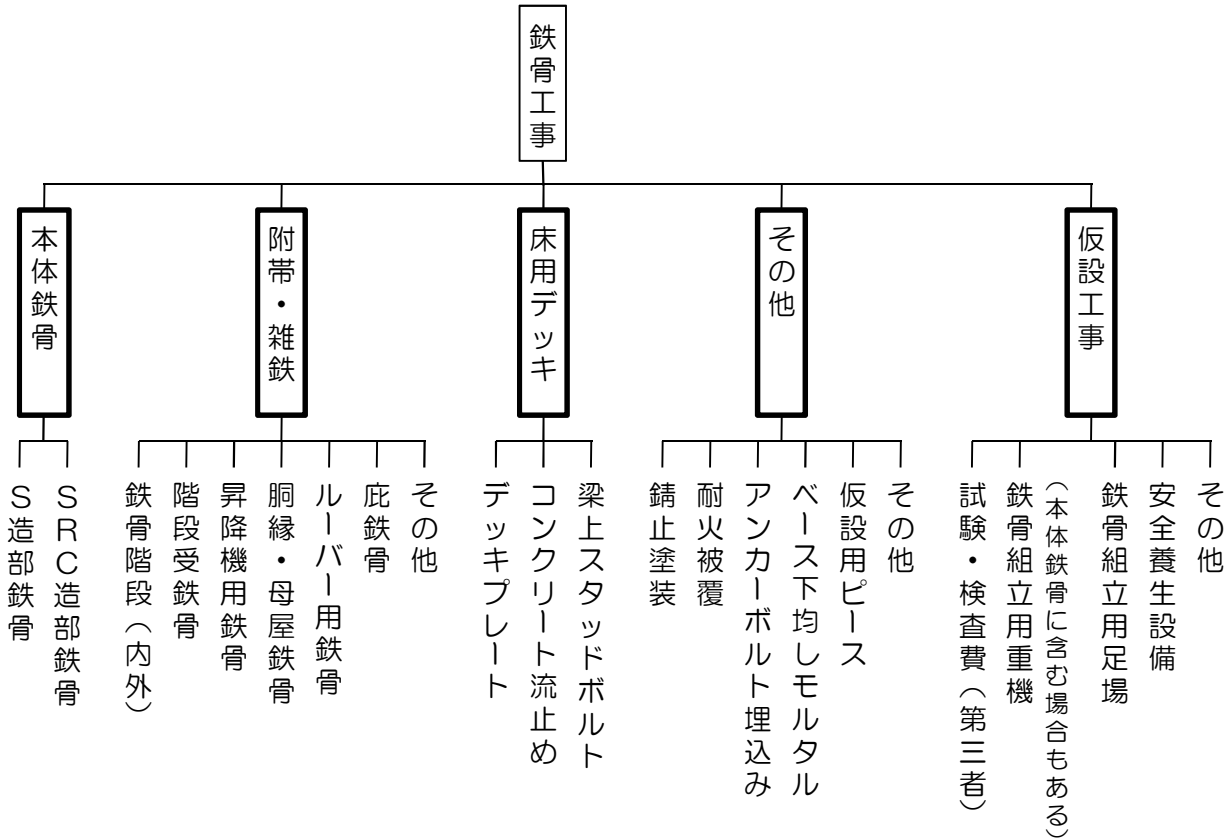 鉄骨工事
本体鉄骨
附帯・雑鉄
床用デッキ
その他
仮設工事
S造部鉄骨
SRC造部鉄骨
鉄骨階段（内外）
階段受鉄骨
昇降機用鉄骨
胴縁・母屋鉄骨
ルーバー用鉄骨
庇鉄骨
その他
デッキプレート
コンクリート流止め
梁上スタッドボルト
錆止塗装
耐火被覆
アンカーボルト埋込み
ベース下均しモルタル
仮設用ピース
その他
試験・検査費（第三者）
鉄骨組立用重機
（本体鉄骨に含む場合もある）
鉄骨組立用足場
安全養生設備
その他